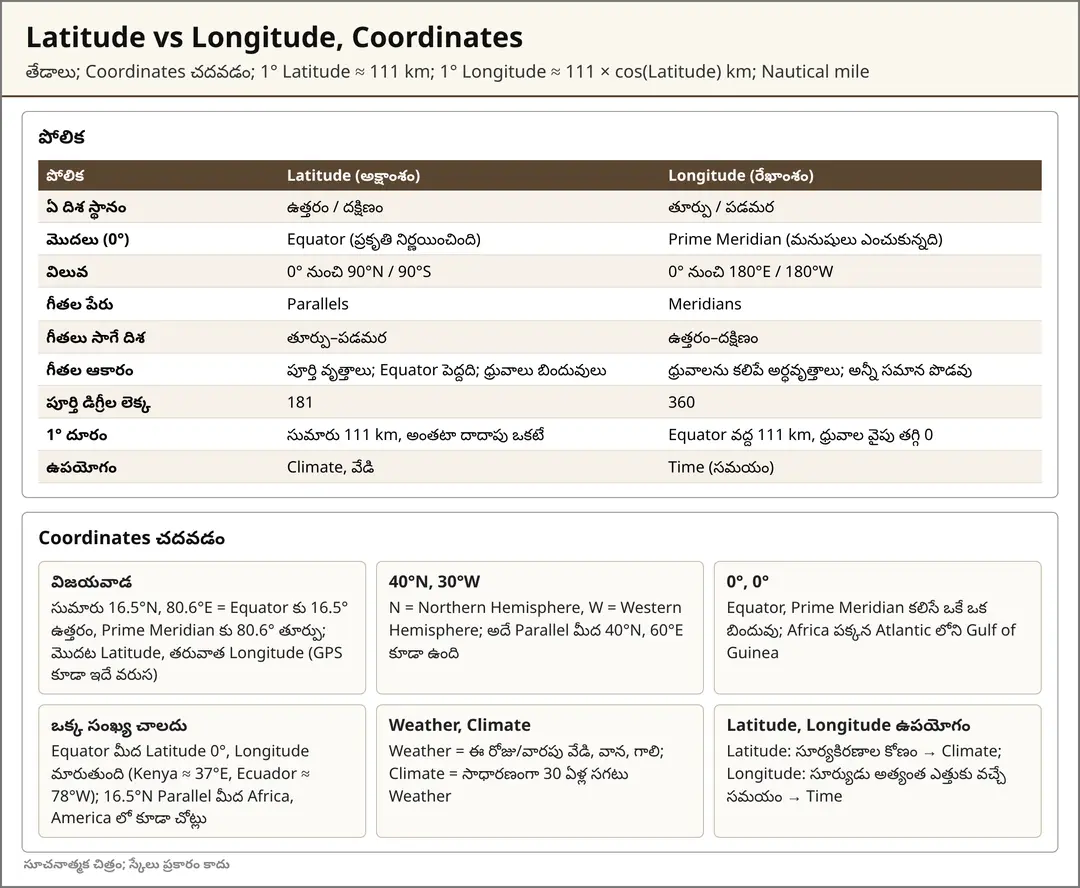 Latitude vs Longitude, Coordinates
తేడాలు; Coordinates చదవడం; 1° Latitude ≈ 111 km; 1° Longitude ≈ 111 × cos(Latitude) km; Nautical mile
పోలిక
పోలిక Latitude (అక్షాంశం) Longitude (రేఖాంశం)
ఏ దిశ స్థానం ఉత్తరం / దక్షిణం తూర్పు / పడమర
మొదలు (0°) Equator (ప్రకృతి నిర్ణయించింది) Prime Meridian (మనుషులు ఎంచుకున్నది)
విలువ 0° నుంచి 90°N / 90°S 0° నుంచి 180°E / 180°W
గీతల పేరు Parallels Meridians
గీతలు సాగే దిశ తూర్పు–పడమర ఉత్తరం–దక్షిణం
గీతల ఆకారం పూర్తి వృత్తాలు; Equator పెద్దది; ధ్రువాలు బిందువులు ధ్రువాలను కలిపే అర్ధవృత్తాలు; అన్నీ సమాన పొడవు
పూర్తి డిగ్రీల లెక్క 181 360
1° దూరం సుమారు 111 km, అంతటా దాదాపు ఒకటే Equator వద్ద 111 km, ధ్రువాల వైపు తగ్గి 0
ఉపయోగం Climate, వేడి Time (సమయం)
Coordinates చదవడం
విజయవాడ
సుమారు 16.5°N, 80.6°E = Equator కు 16.5°
ఉత్తరం, Prime Meridian కు 80.6° తూర్పు;
మొదట Latitude, తరువాత Longitude (GPS
కూడా ఇదే వరుస)
40°N, 30°W
N = Northern Hemisphere, W = Western
Hemisphere; అదే Parallel మీద 40°N, 60°E
కూడా ఉంది
0°, 0°
Equator, Prime Meridian కలిసే ఒకే ఒక
బిందువు; Africa పక్కన Atlantic లోని Gulf of
Guinea
ఒక్క సంఖ్య చాలదు
Equator మీద Latitude 0°, Longitude
మారుతుంది (Kenya ≈ 37°E, Ecuador ≈
78°W); 16.5°N Parallel మీద Africa,
America లో కూడా చోట్లు
Weather, Climate
Weather = ఈ రోజు/వారపు వేడి, వాన, గాలి;
Climate = సాధారణంగా 30 ఏళ్ల సగటు
Weather
Latitude, Longitude ఉపయోగం
Latitude: సూర్యకిరణాల కోణం → Climate;
Longitude: సూర్యుడు అత్యంత ఎత్తుకు వచ్చే
సమయం → Time
సూచనాత్మక చిత్రం; స్కేలు ప్రకారం కాదు